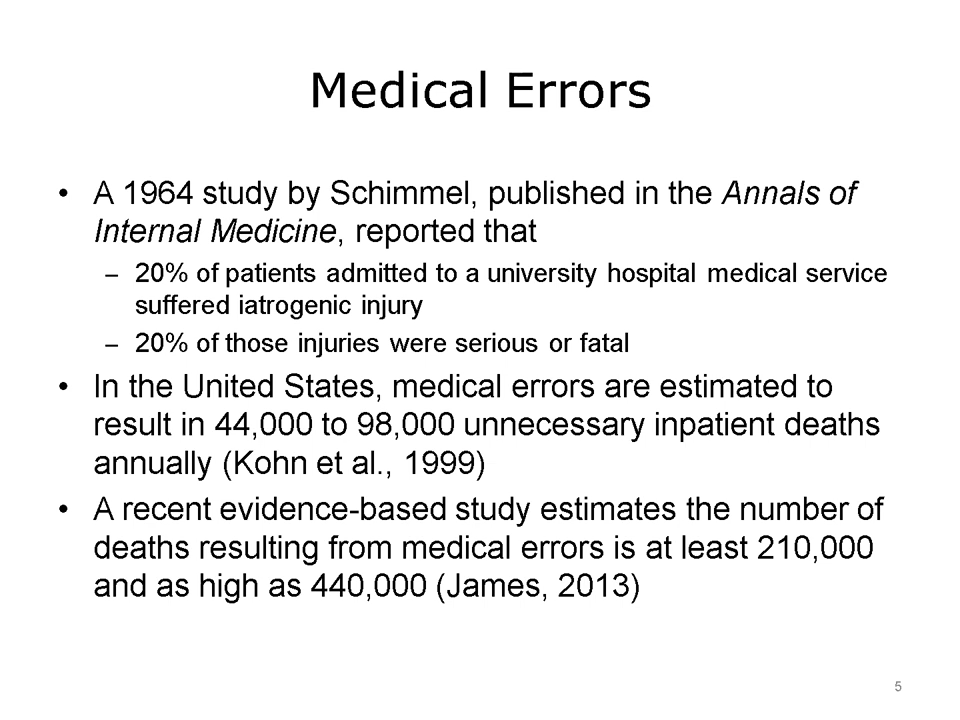 Medical Errors
• A 1964 study by Schimmel, published in the Annals of
Internal Medicine, reported that
– 20% of patients admitted to a university hospital medical service
suffered iatrogenic injury
– 20% of those injuries were serious or fatal
• In the United States, medical errors are estimated to
result in 44,000 to 98,000 unnecessary inpatient deaths
annually (Kohn et al., 1999)
• A recent evidence-based study estimates the number of
deaths resulting from medical errors is at least 210,000
and as high as 440,000 (James, 2013)
5